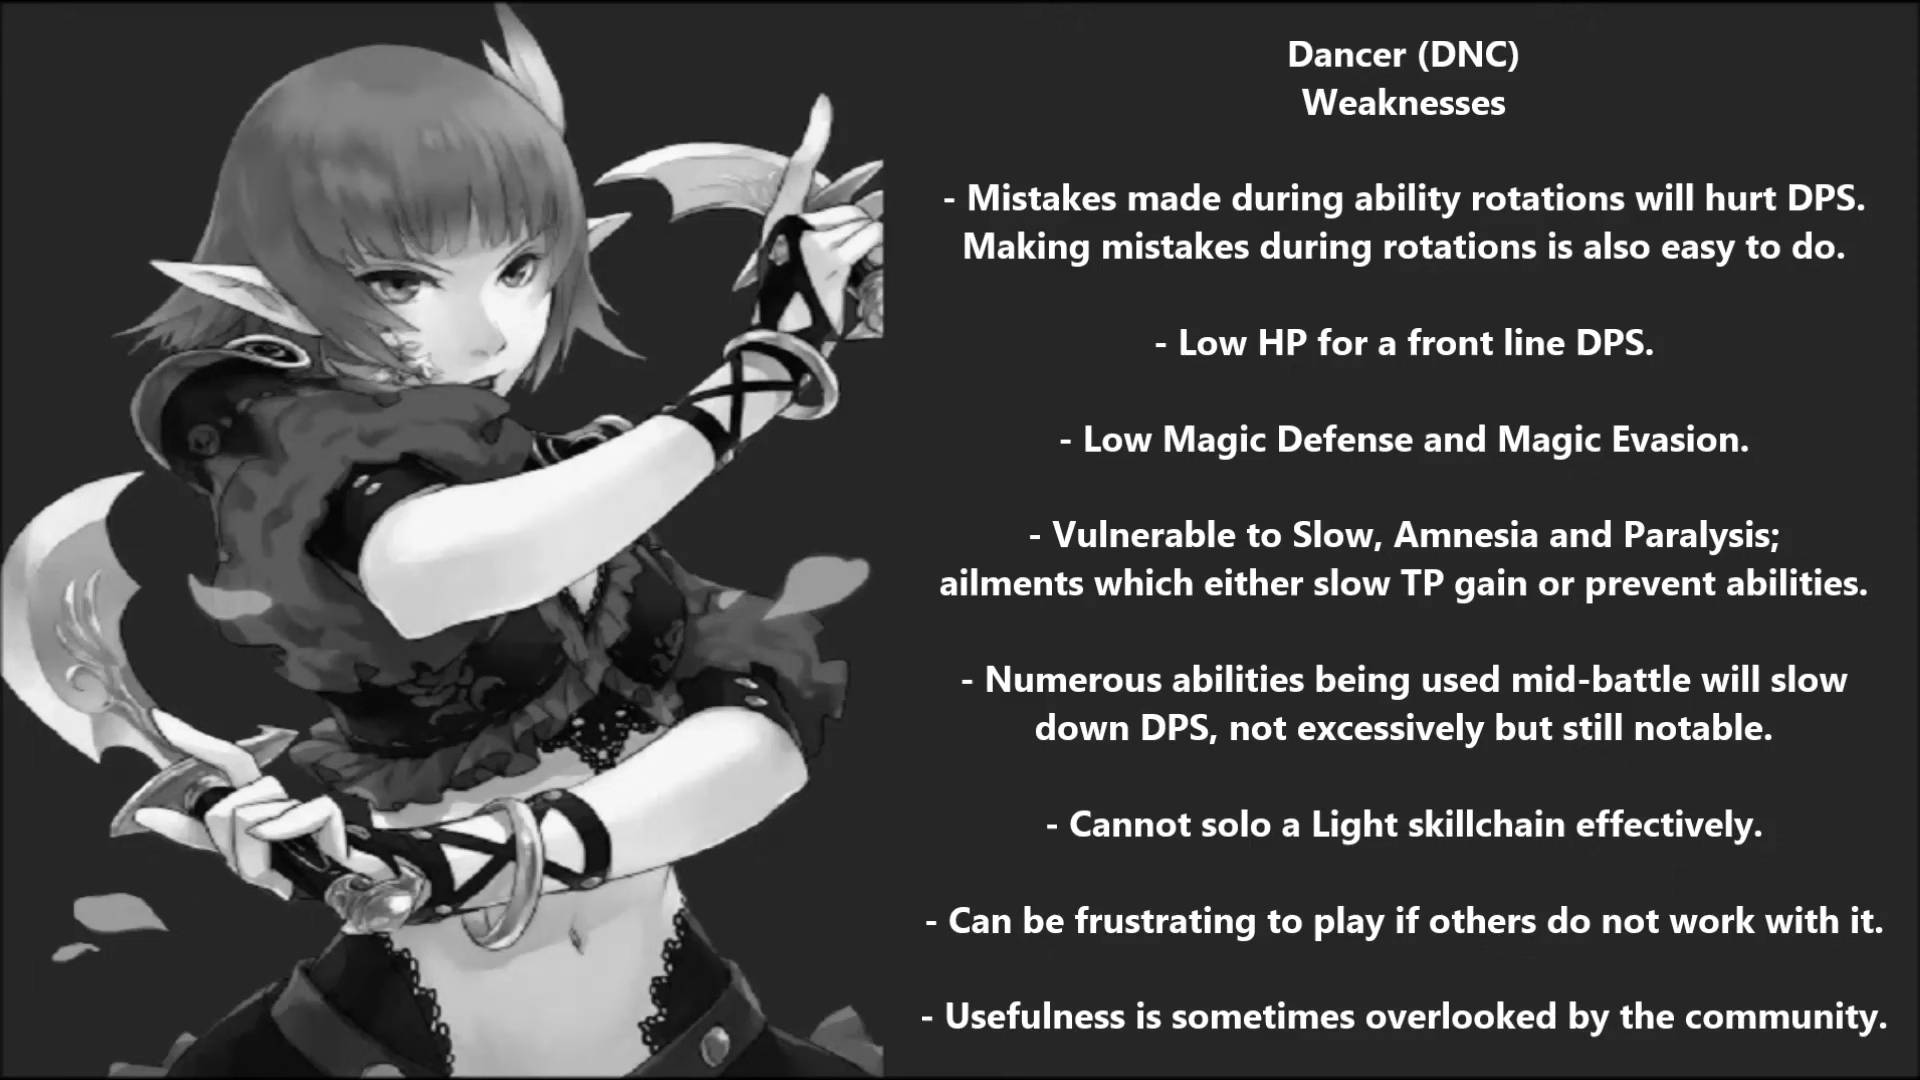 Dancer (DNC)
Weaknesses
- Mistakes made during ability rotations will hurt DPS.
Making mistakes during rotations is also easy to do.
- Low HP for a front line DPS.
- Low Magic Defense and Magic Evasion.
- Vulnerable to Slow, Amnesia and Paralysis;
ailments which either slow TP gain or prevent abilities.
- Numerous abilities being used mid-battle will slow
down DPS, not excessively but still notable.
- Cannot solo a Light skillchain effectively.
- Can be frustrating to play if others do not work with it.
- Usefulness is sometimes overlooked by the community.